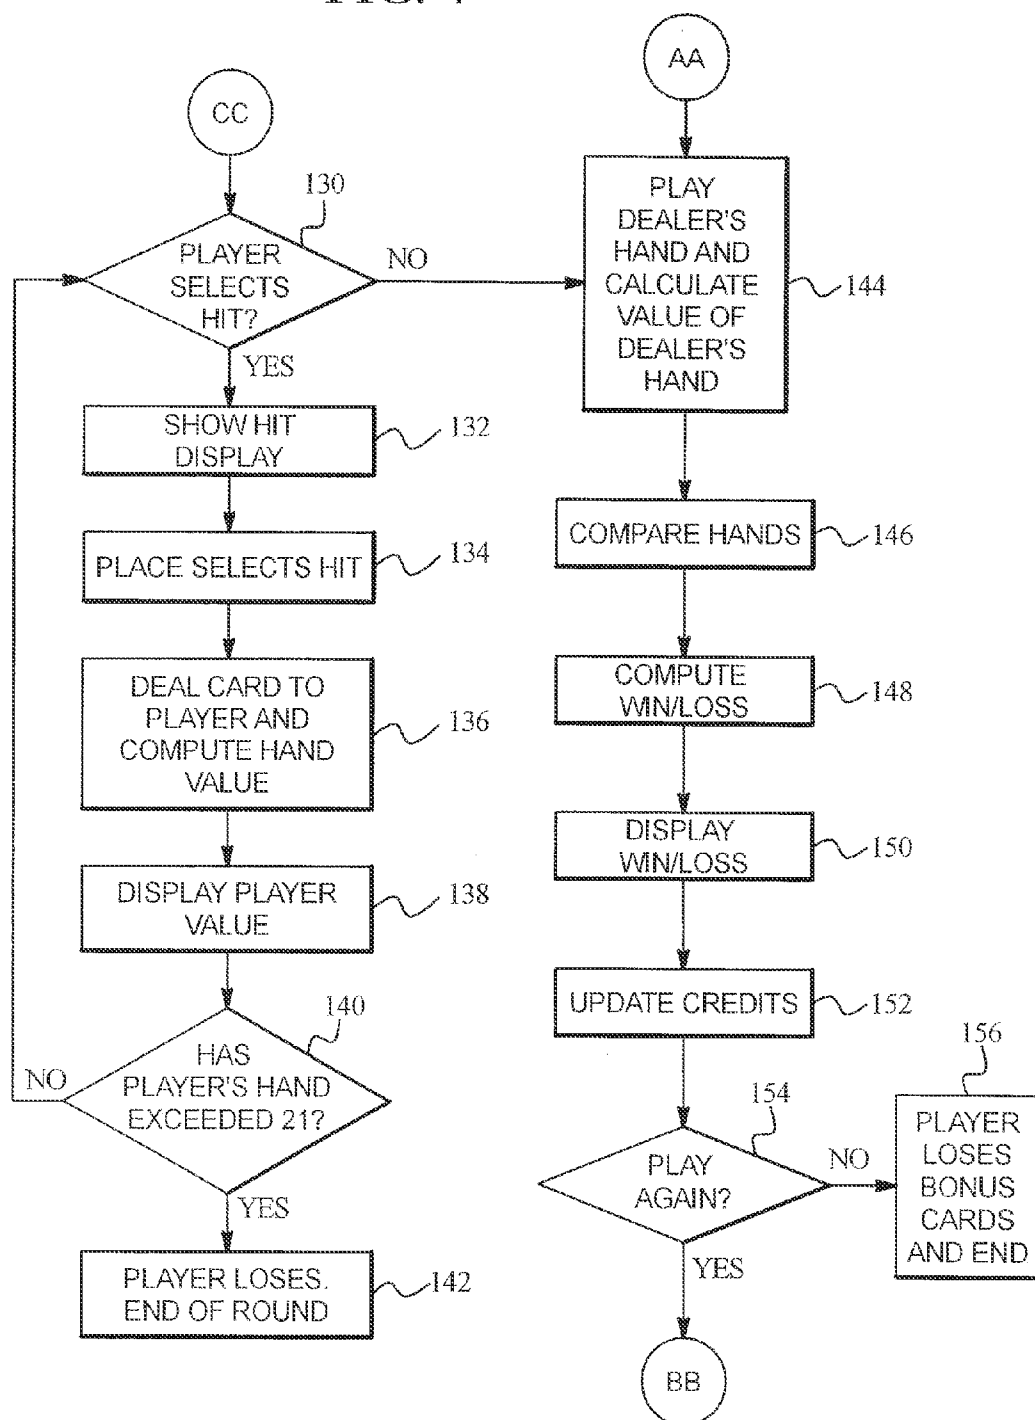 CC
130
PLAYER
SELECTS
HIT?
NO
YES
SHOW HIT
DISPLAY
132
PLACE SELECTS HIT
134
DEAL CARD TO
PLAYER AND
COMPUTE HAND
VALUE
136
DISPLAY PLAYER
VALUE
138
140
HAS
PLAYER'S HAND
EXCEEDED 21?
NO
YES
PLAYER LOSES.
END OF ROUND
142
AA
PLAY
DEALER'S
HAND AND
CALCULATE
VALUE OF
DEALER'S
HAND
144
COMPARE HANDS
146
COMPUTE
WIN/LOSS
148
DISPLAY
WIN/LOSS
150
UPDATE CREDITS
152
154
PLAY
AGAIN?
NO
YES
156
PLAYER
LOSES
BONUS
CARDS
AND END
BB